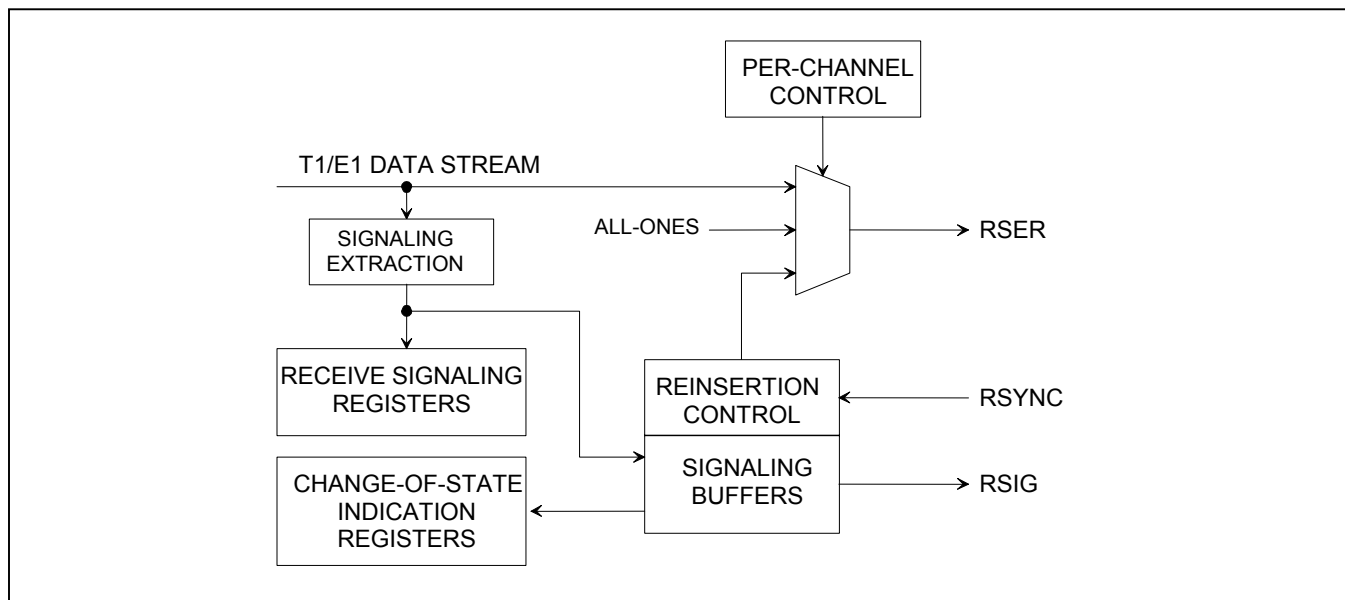 PER-CHANNEL
CONTROL
T1/E1 DATA STREAM
ALL-ONES
RSER
SIGNALING
EXTRACTION
RECEIVE SIGNALING
REGISTERS
REINSERTION
CONTROL
RSYNC
CHANGE-OF-STATE
INDICATION
REGISTERS
SIGNALING
BUFFERS
RSIG